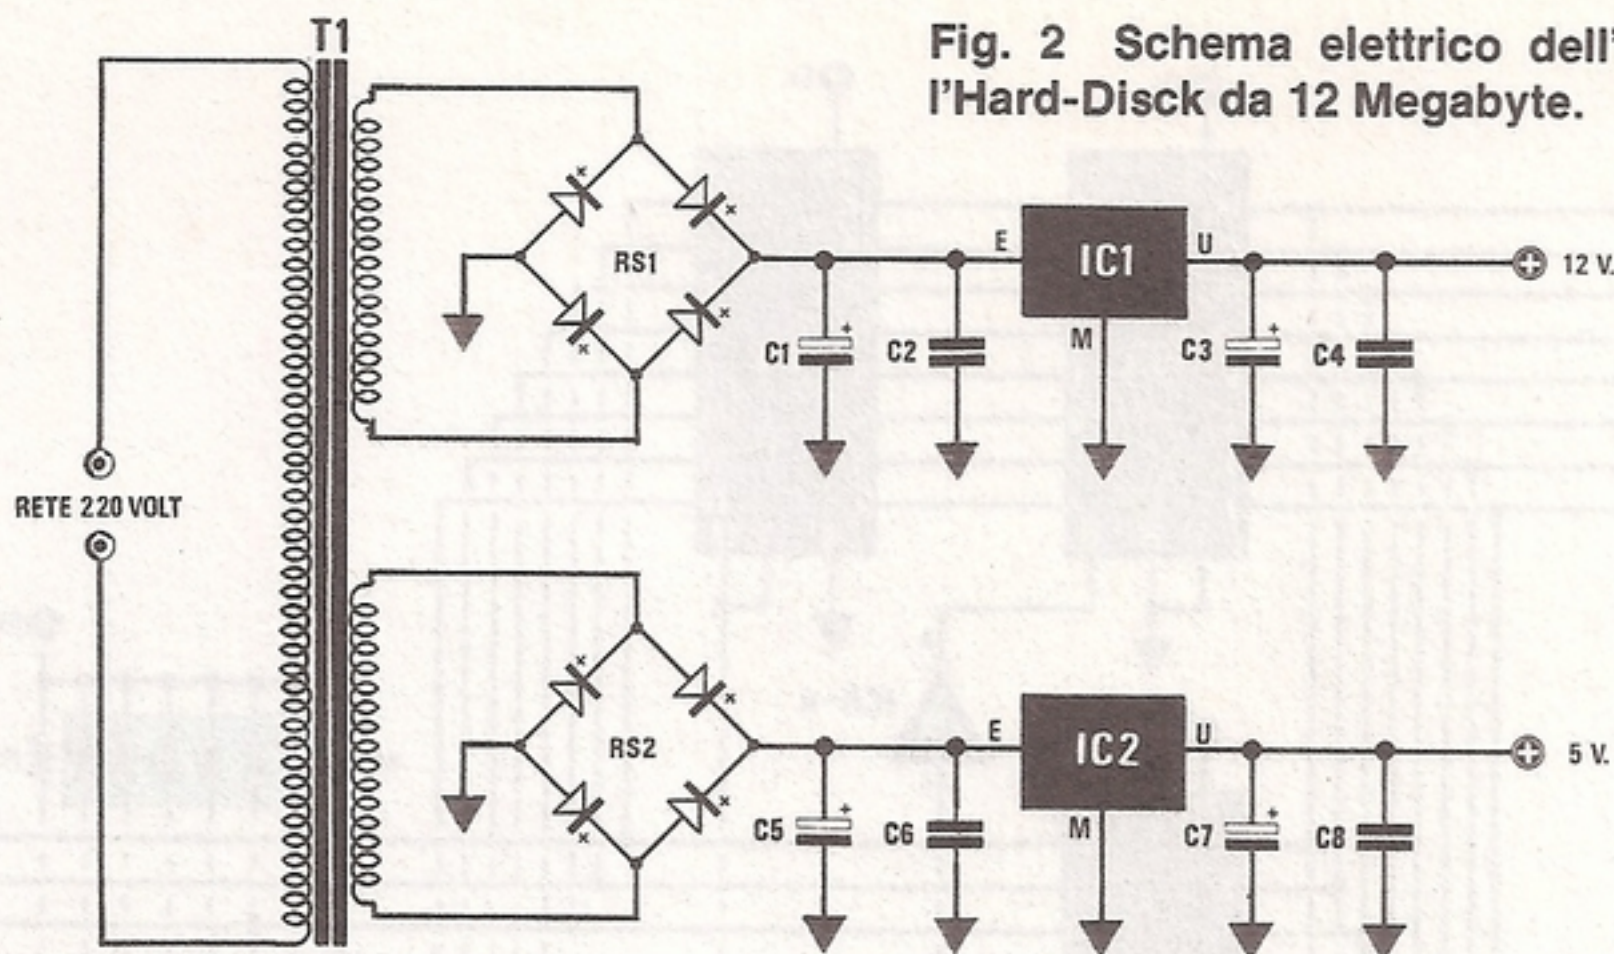 T1
Fig. 2 Schema elettrico dell'
l'Hard-Disck da 12 Megabyte.
RS1
E
IC1
U
12 V.
M
C1
+
C2
C3
+
C4
RETE 220 VOLT
RS2
E
IC2
U
5 V.
M
C5
+
C6
C7
+
C8